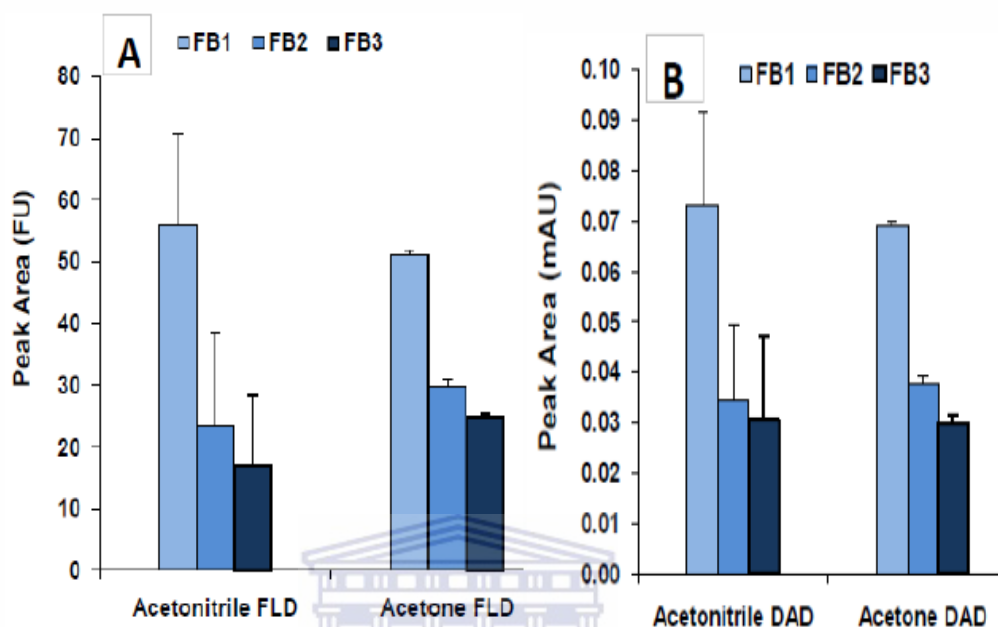 A
FB1 FB2 FB3
80
70
60
50
40
30
20
10
0
Peak Area (FU)
Acetonitrile FLD
Acetone FLD
B
FB1 FB2 FB3
0.10
0.09
0.08
0.07
0.06
0.05
0.04
0.03
0.02
0.01
0.00
Peak Area (mAU)
Acetonitrile DAD
Acetone DAD